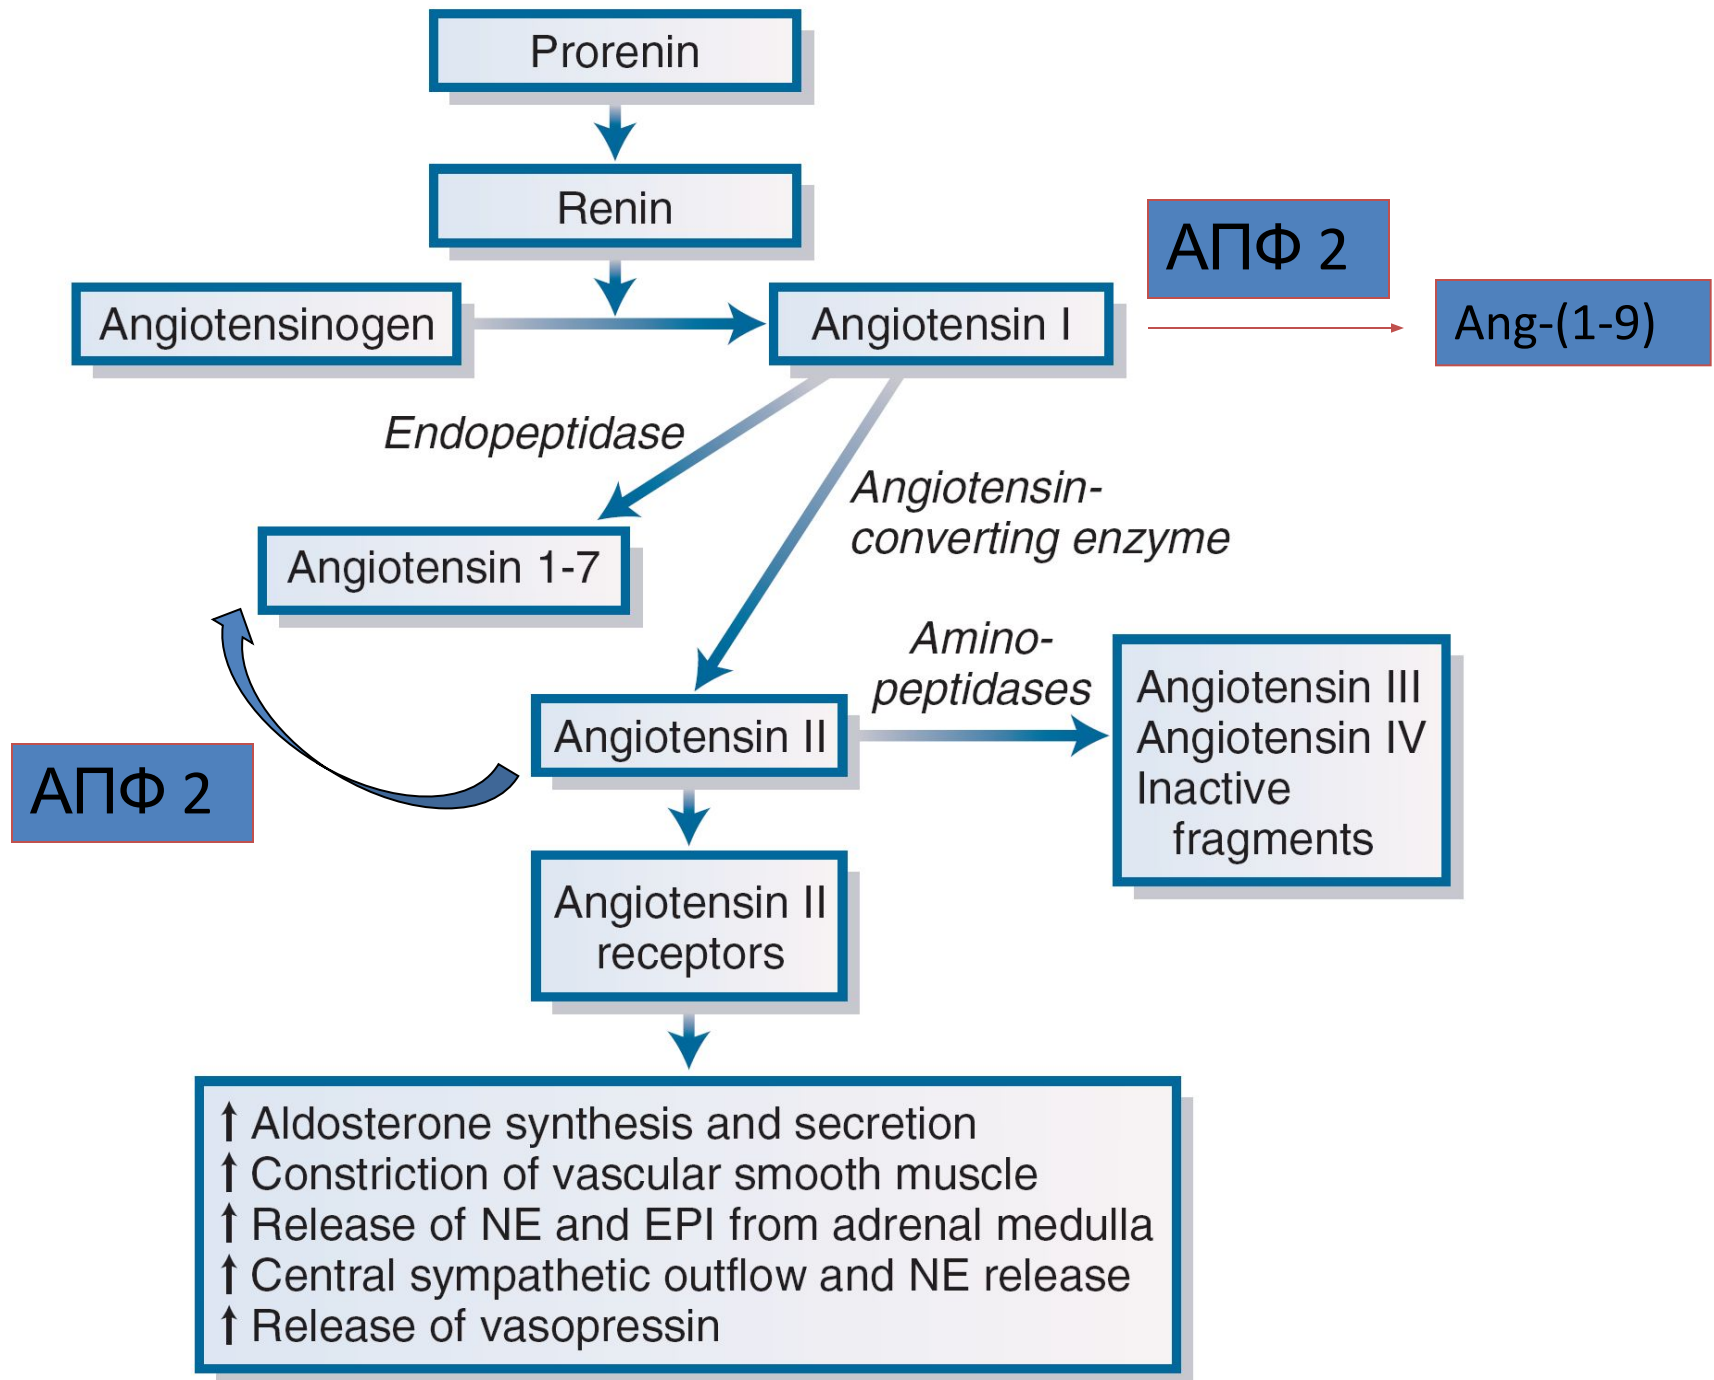 Prorenin
Renin
АПФ 2
Angiotensinogen
Angiotensin I
Ang-(1-9)
Endopeptidase
Angiotensin-
converting enzyme
Angiotensin 1-7
Amino-
peptidases
Angiotensin II
Angiotensin III
Angiotensin IV
Inactive
fragments
АПФ 2
Angiotensin II
receptors
↑ Aldosterone synthesis and secretion
↑ Constriction of vascular smooth muscle
↑ Release of NE and EPI from adrenal medulla
↑ Central sympathetic outflow and NE release
↑ Release of vasopressin